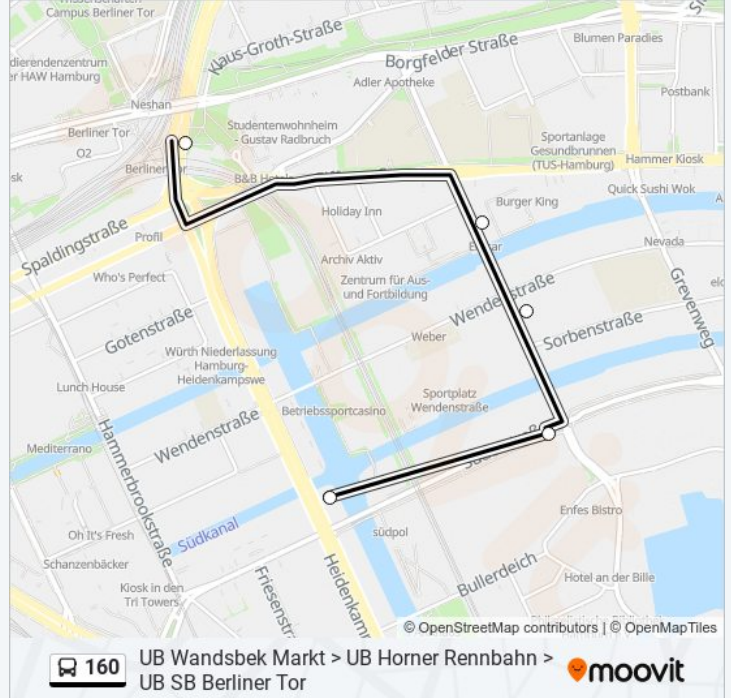 wissenschaften
Campus Berliner Tor
Klaus-Groth-Straße
Blumen Paradies
Borgfelder Straße
dierendenzentrum
er HAW Hamburg
Adler Apotheke
Neshan
Postbank
Studentenwohnheim
- Gustav Radbruch
Berliner Tor
O2
Sportanlage
Gesundbrunnen
(TUS-Hamburg)
Hammer Kiosk
B&B Hotel
Quick Sushi Wok
Burger King
Holiday Inn
Spaldingstraße
Profil
Nevada
Archiv Aktiv
Who's Perfect
Zentrum für Aus-
und Fortbildung
Wendenstraße
Grevenweg
Gotenstraße
Sorbenstraße
Weber
Würth Niederlassung
Hamburg-
Heidenkampswe
Lunch House
Sportplatz
Wendenstraße
Betriebssportcasino
Wendenstraße
Mediterrano
Hammerbrookstraße
Oh It's Fresh
Südkanal
südpol
Enfes Bistro
Schanzenbäcker
Bullerdeich
Hotel an der Bille
Kiosk in den
Tri Towers
Friesenstra
Heidenkam
© OpenStreetMap contributors | © OpenMapTiles
160
UB Wandsbek Markt > UB Horner Rennbahn >
UB SB Berliner Tor
moovit